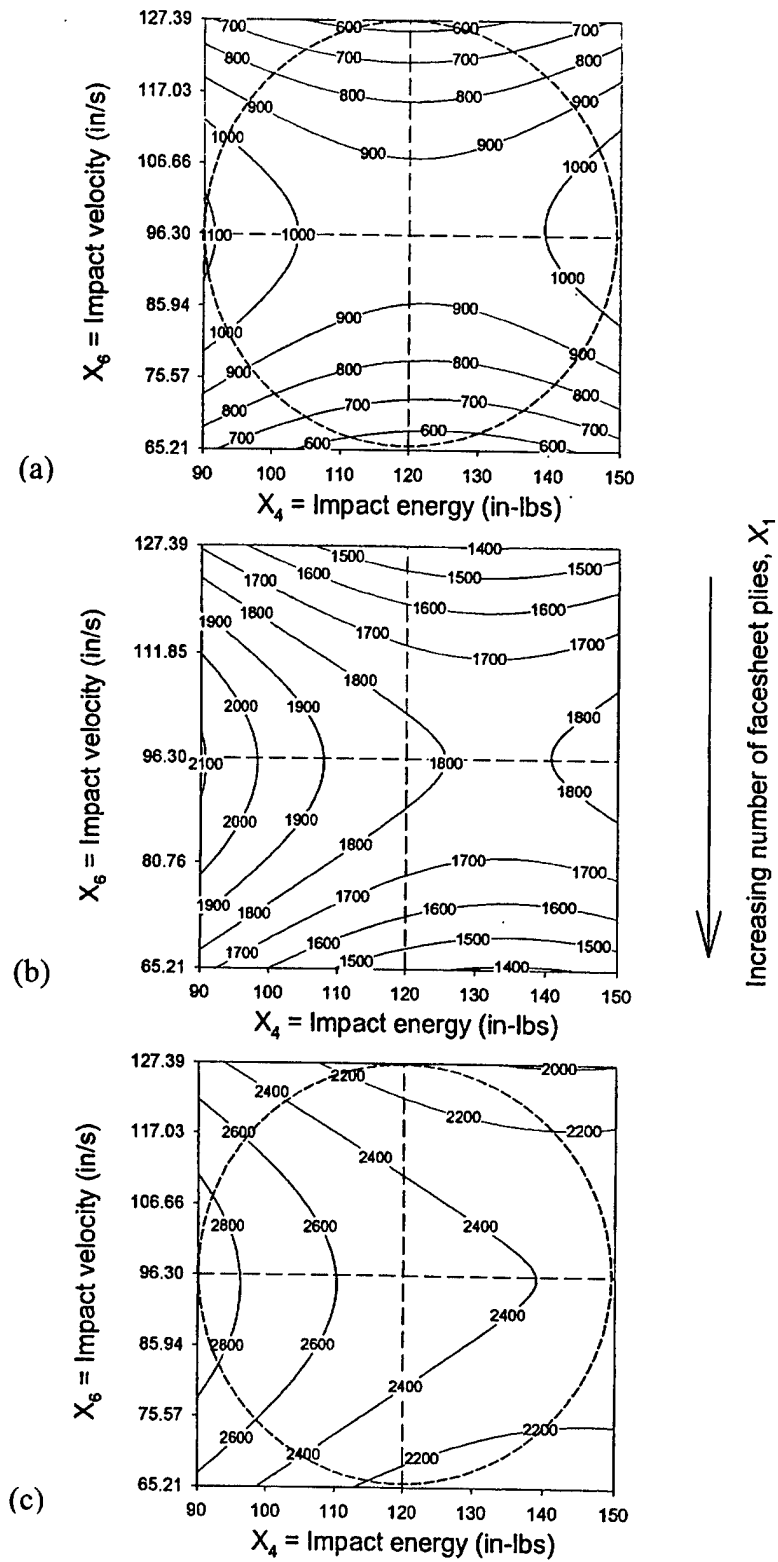 127.39
117.03
106.66
96.30
85.94
75.57
65.21
X6 = Impact velocity (in/s)
700 600 600 700
800 700 700 800
900 800 800 900
1000 900 900 1000
1100 1000
1000 1000
900 900 900 900
800 800 800 800
700 700 700
600 600 600
90 100 110 120 130 140 150
X4 = Impact energy (in-lbs)
(a)
127.39
111.85
96.30
80.76
65.21
X6 = Impact velocity (in/s)
1400
1700 1600 1500 1500 1500
1800 1600 1600
1900 1700 1700 1700
2000 1900 1800 1800
2100 1800
2000 1900 1800 1800
1900 1800 1700 1700 1700
1700 1600 1600 1600
1500 1500 1500
1400
90 100 110 120 130 140 150
X4 = Impact energy (in-lbs)
(b)
127.39
117.03
106.66
96.30
85.94
75.57
65.21
X6 = Impact velocity (in/s)
2400 2200 2000
2600 2400 2200 2200
2800 2600 2400
2800 2600 2400
2600 2400 2400 2200 2200
90 100 110 120 130 140 150
X4 = Impact energy (in-lbs)
(c)
Increasing number of facesheet plies, X1